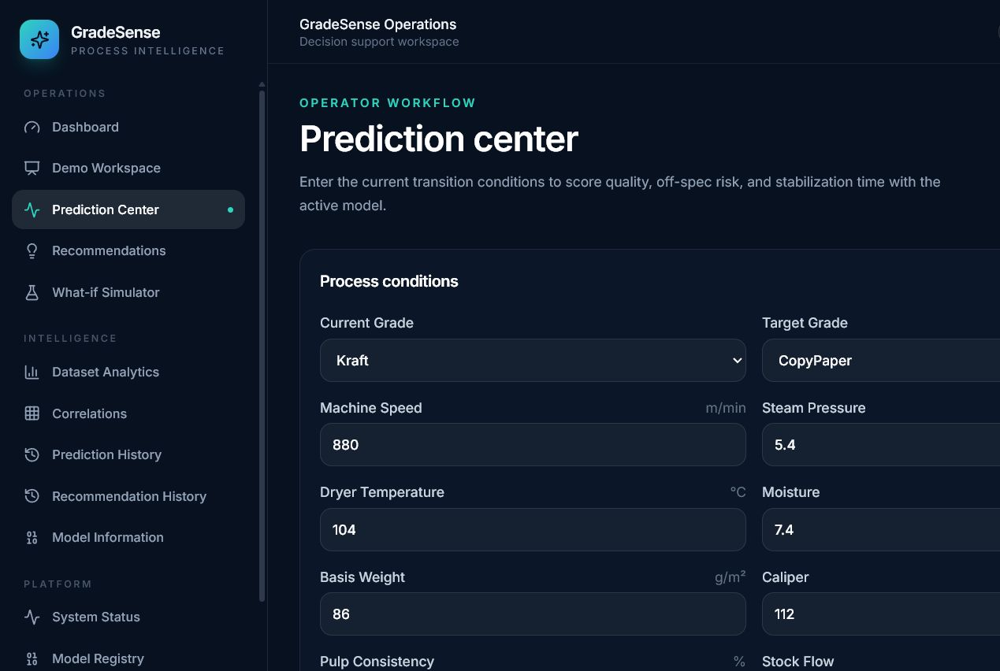 GradeSense
PROCESS INTELLIGENCE
OPERATIONS
Dashboard
Demo Workspace
Prediction Center
Recommendations
What-if Simulator
INTELLIGENCE
Dataset Analytics
Correlations
Prediction History
Recommendation History
Model Information
PLATFORM
System Status
Model Registry
GradeSense Operations
Decision support workspace
OPERATOR WORKFLOW
Prediction center
Enter the current transition conditions to score quality, off-spec risk, and stabilization time with the
active model.
Process conditions
Current Grade
Kraft
Target Grade
CopyPaper
Machine Speed m/min
880
Steam Pressure
5.4
Dryer Temperature °C
104
Moisture
7.4
Basis Weight g/m²
86
Caliper
112
Pulp Consistency %
Stock Flow